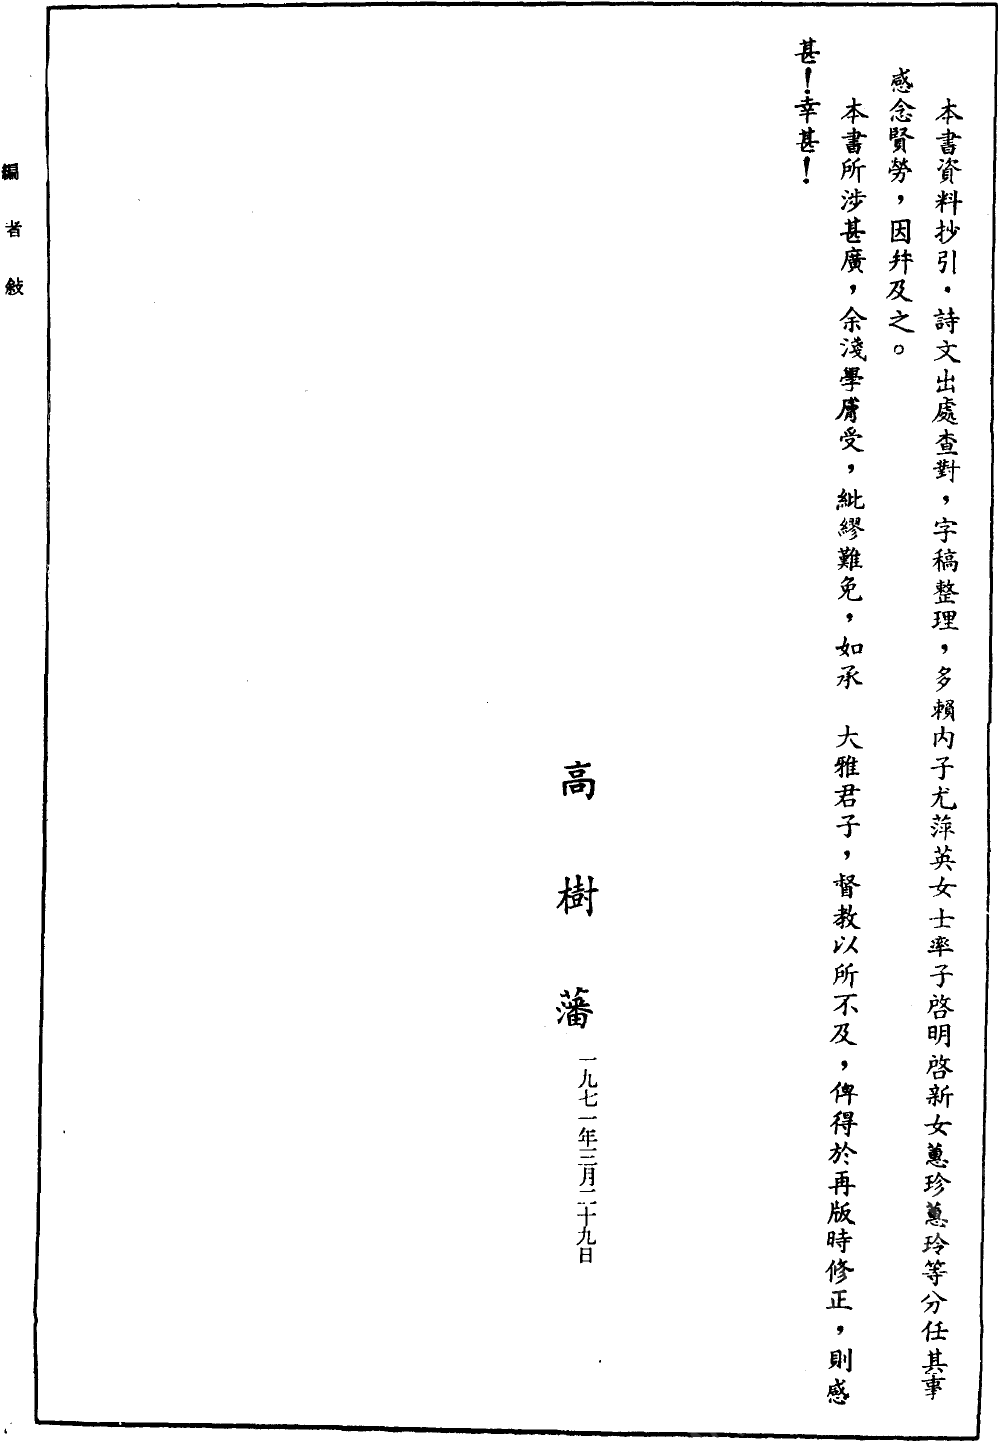 本書資料抄引．詩文出處查對，字稿整理，多賴內子尤萍英女士率子啓明啓新女蕙珍蕙玲等分任其事
感念賢勞，因幷及之。
本書所涉甚廣，余淺學膚受，紕繆難免，如承　大雅君子，督教以所不及，俾得於再版時修正，則感
甚！幸甚！
高樹藩
一九七一年三月二十九日
編者敍